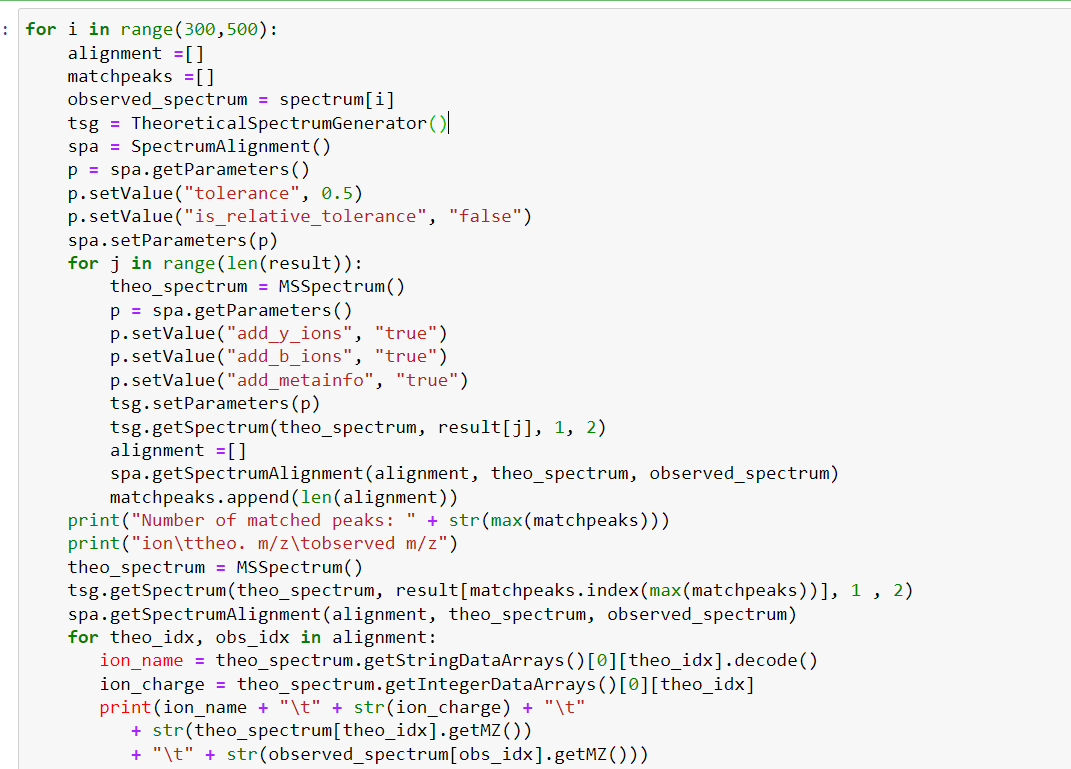 : for i in range(300,500):
    alignment =[]
    matchpeaks =[]
    observed_spectrum = spectrum[i]
    tsg = TheoreticalSpectrumGenerator()
    spa = SpectrumAlignment()
    p = spa.getParameters()
    p.setValue("tolerance", 0.5)
    p.setValue("is_relative_tolerance", "false")
    spa.setParameters(p)
    for j in range(len(result)):
        theo_spectrum = MSSpectrum()
        p = spa.getParameters()
        p.setValue("add_y_ions", "true")
        p.setValue("add_b_ions", "true")
        p.setValue("add_metainfo", "true")
        tsg.setParameters(p)
        tsg.getSpectrum(theo_spectrum, result[j], 1, 2)
        alignment =[]
        spa.getSpectrumAlignment(alignment, theo_spectrum, observed_spectrum)
        matchpeaks.append(len(alignment))
    print("Number of matched peaks: " + str(max(matchpeaks)))
    print("ion\ttheo. m/z\tobserved m/z")
    theo_spectrum = MSSpectrum()
    tsg.getSpectrum(theo_spectrum, result[matchpeaks.index(max(matchpeaks))], 1 , 2)
    spa.getSpectrumAlignment(alignment, theo_spectrum, observed_spectrum)
    for theo_idx, obs_idx in alignment:
       ion_name = theo_spectrum.getStringDataArrays()[0][theo_idx].decode()
       ion_charge = theo_spectrum.getIntegerDataArrays()[0][theo_idx]
       print(ion_name + "\t" + str(ion_charge) + "\t"
          + str(theo_spectrum[theo_idx].getMZ())
          + "\t" + str(observed_spectrum[obs_idx].getMZ()))